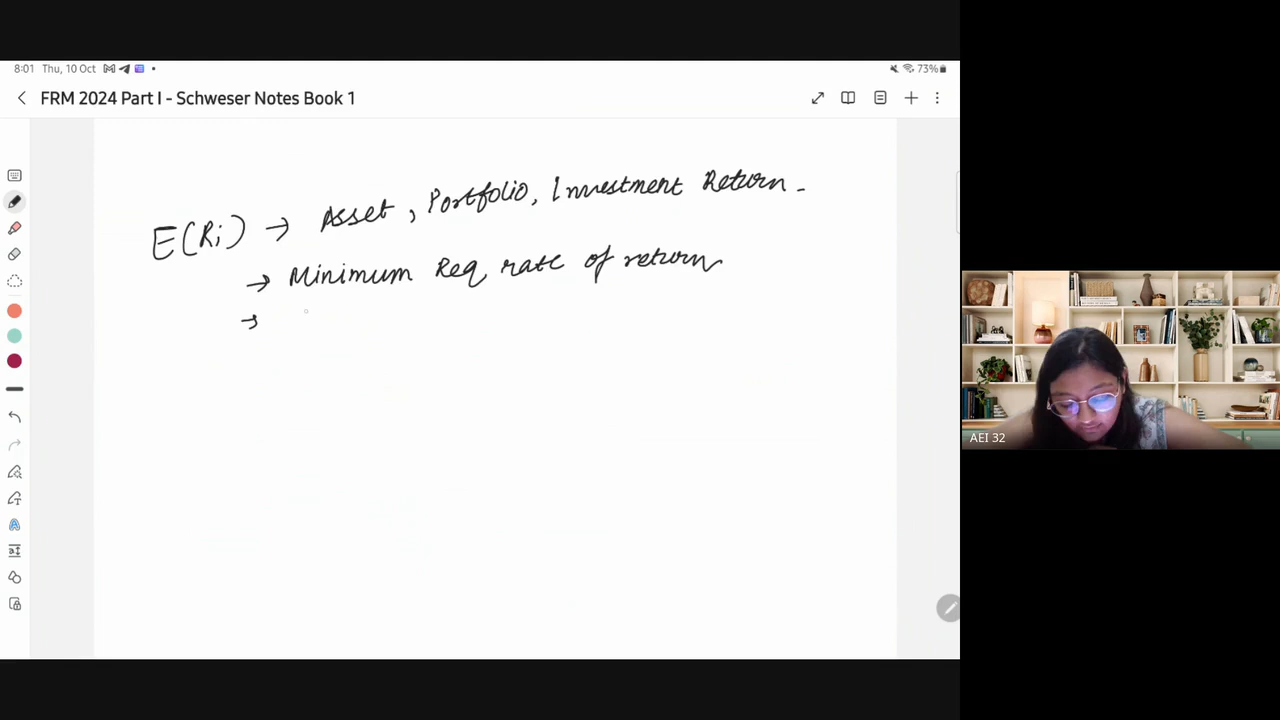 8:01 Thu, 10 Oct
73%
FRM 2024 Part I - Schweser Notes Book 1
E(Ri) → Asset, Portfolio, Investment Return.
→ Minimum Req rate of return
→
AEI 32